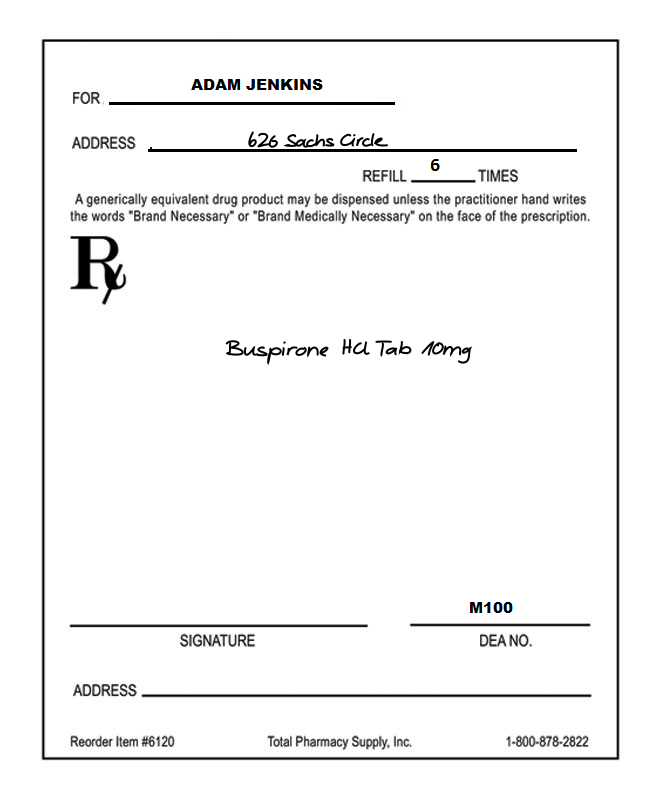 FOR ADAM JENKINS
ADDRESS 626 Sachs Circle
REFILL 6 TIMES
A generically equivalent drug product may be dispensed unless the practitioner hand writes
the words "Brand Necessary" or "Brand Medically Necessary" on the face of the prescription.
Rx
Buspirone HCl Tab 10mg
M100
SIGNATURE DEA NO.
ADDRESS
Reorder Item #6120 Total Pharmacy Supply, Inc. 1-800-878-2822